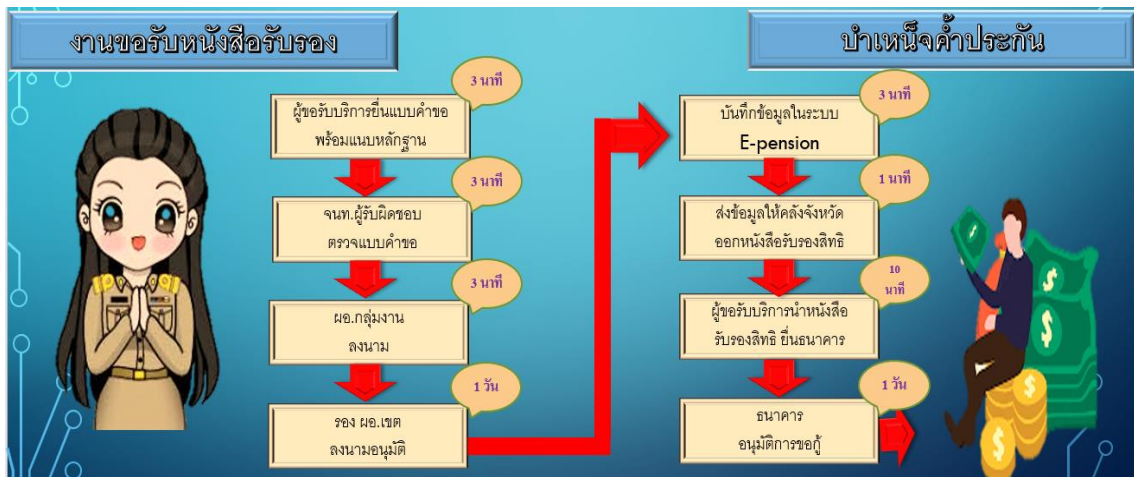 งานขอรับหนังสือรับรอง
บำเหน็จค้ำประกัน
3 นาที
ผู้ขอรับบริการยื่นแบบคำขอ
พร้อมแนบหลักฐาน
3 นาที
จนท.ผู้รับผิดชอบ
ตรวจแบบคำขอ
3 นาที
ผอ.กลุ่มงาน
ลงนาม
1 วัน
รอง ผอ.เขต
ลงนามอนุมัติ
3 นาที
บันทึกข้อมูลในระบบ
E-pension
1 นาที
ส่งข้อมูลให้คลังจังหวัด
ออกหนังสือรับรองสิทธิ
10
นาที
ผู้ขอรับบริการนำหนังสือ
รับรองสิทธิ ยื่นธนาคาร
1 วัน
ธนาคาร
อนุมัติการขอกู้